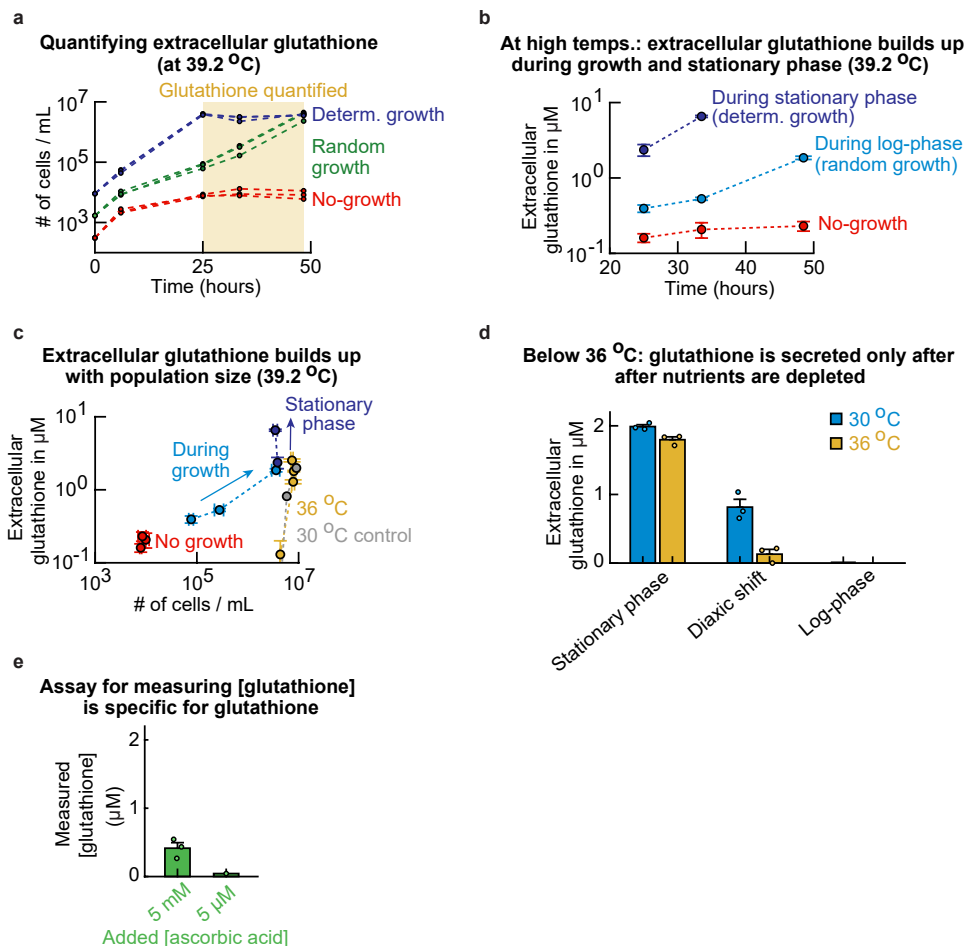 a
Quantifying extracellular glutathione
(at 39.2 °C)
Glutathione quantified
# of cells / mL
10^7
10^5
10^3
Determ. growth
Random
growth
No-growth
0
25
50
Time (hours)
b
At high temps.: extracellular glutathione builds up
during growth and stationary phase (39.2 °C)
Extracellular
glutathione in µM
10^1
10^0
10^-1
During stationary phase
(determ. growth)
During log-phase
(random growth)
No-growth
20
30
40
50
Time (hours)
c
Extracellular glutathione builds up
with population size (39.2 °C)
Extracellular
glutathione in µM
10^1
10^0
10^-1
Stationary
phase
During
growth
36 °C
30 °C control
No growth
10^3
10^5
10^7
# of cells / mL
d
Below 36 °C: glutathione is secreted only after
after nutrients are depleted
Extracellular
glutathione in µM
2
1
0
30 °C
36 °C
Stationary phase
Diaxic shift
Log-phase
e
Assay for measuring [glutathione]
is specific for glutathione
Measured
[glutathione]
(µM)
2
1
0
5 mM
5 µM
Added [ascorbic acid]